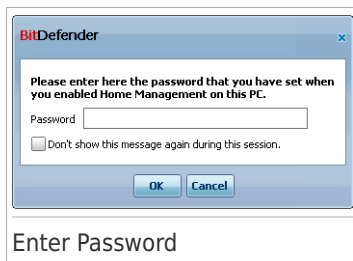 BitDefender
Please enter here the password that you have set when
you enabled Home Management on this PC.
Password
Don't show this message again during this session.
OK Cancel
Enter Password